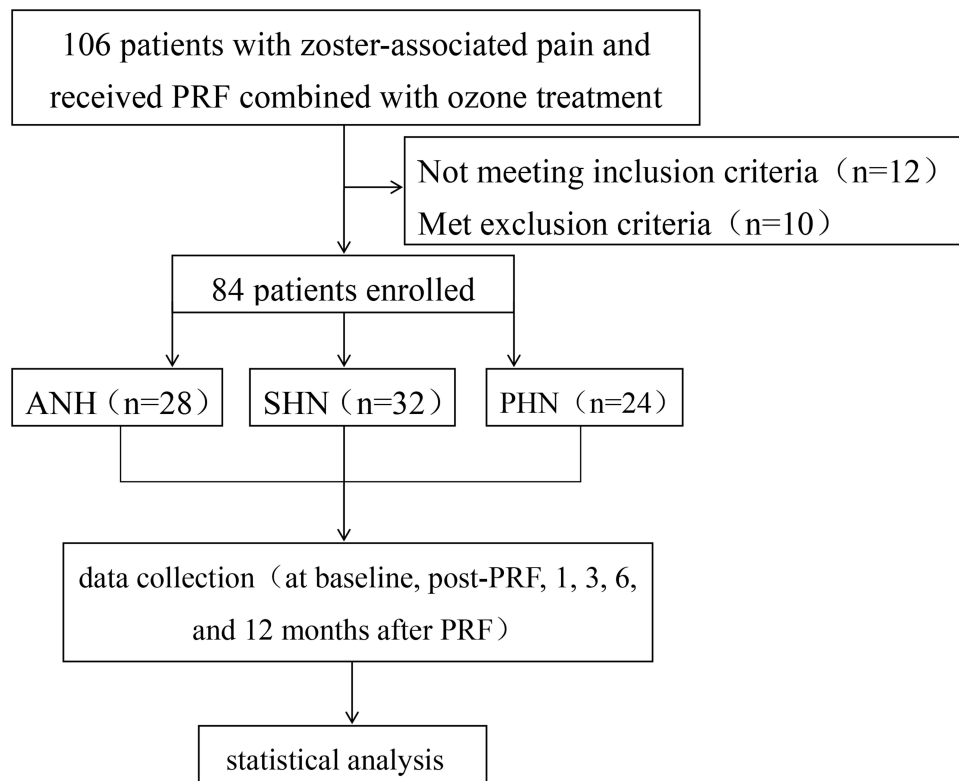 106 patients with zoster-associated pain and
received PRF combined with ozone treatment
Not meeting inclusion criteria（n=12）
Met exclusion criteria（n=10）
84 patients enrolled
ANH（n=28）
SHN（n=32）
PHN（n=24）
data collection（at baseline, post-PRF, 1, 3, 6,
and 12 months after PRF）
statistical analysis